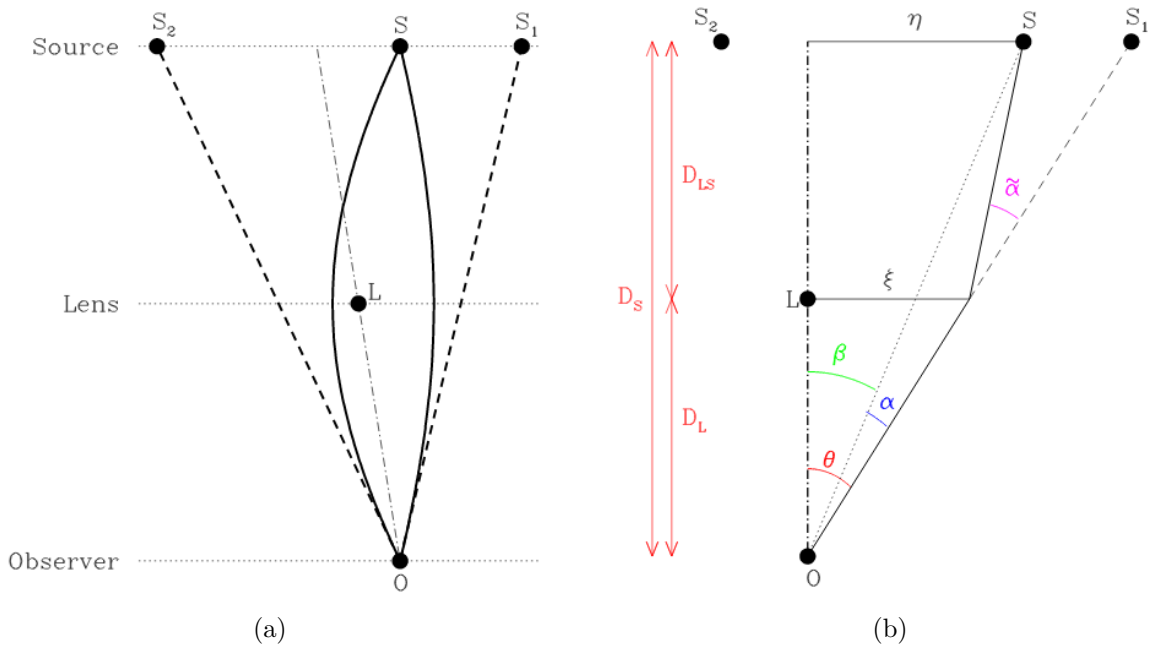 S₂ S S₁
Source
L
Lens
Observer
O
(a)
S₂ η S S₁
D_LS
α̃
ξ
D_S L
β
D_L α
θ
O
(b)